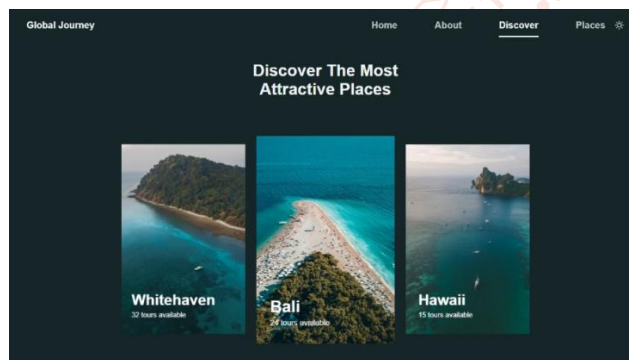 Global Journey
Home About Discover Places
Discover The Most
Attractive Places
Whitehaven
32 tours available
Bali
24 tours available
Hawaii
15 tours available